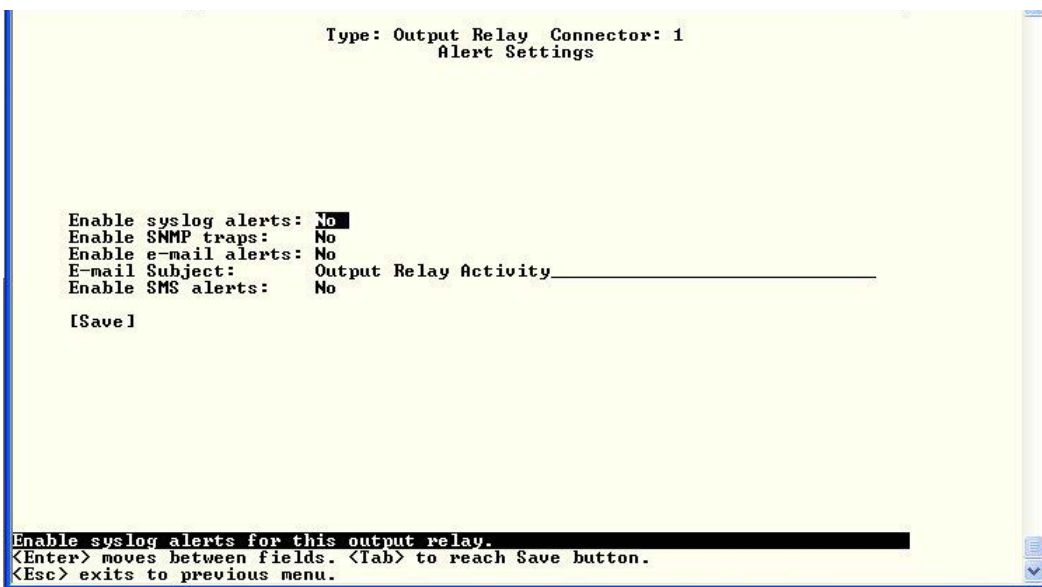 Type: Output Relay  Connector: 1
Alert Settings
Enable syslog alerts: No
Enable SNMP traps: No
Enable e-mail alerts: No
E-mail Subject: Output Relay Activity
Enable SMS alerts: No
[Save]
Enable syslog alerts for this output relay.
<Enter> moves between fields. <Tab> to reach Save button.
<Esc> exits to previous menu.